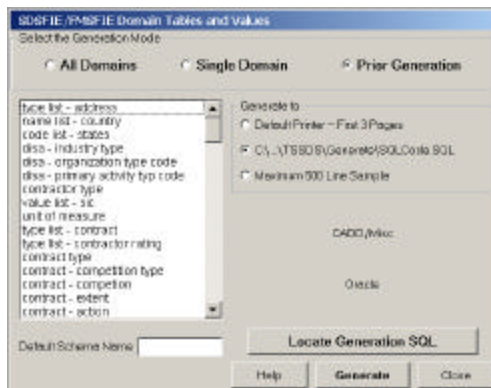 SDSFIE/FMSFIE Domain Tables and Values
Select the Generation Mode
All Domains
Single Domain
Prior Generation
type list - address
name list - country
code list - states
disa - industry type
disa - organization type code
disa - primary activity typ code
contractor type
value list - sic
unit of measure
type list - contract
type list - contractor rating
contract type
contract - competition type
contract - competion
contract - extent
contract - action
Generate to
Default Printer -- First 3 Pages
C:\...\TSSDS\Generate\SQLCode.SQL
Maximum 500 Line Sample
CADD/Misc
Oracle
Default Schema Name
Locate Generation SQL
Help
Generate
Close